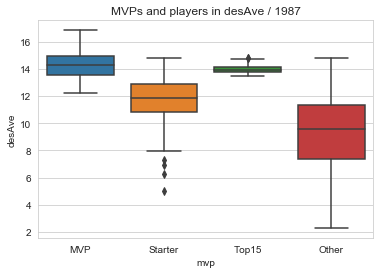 MVPs and players in desAve / 1987
desAve
16
14
12
10
8
6
4
2
MVP Starter Top15 Other
mvp